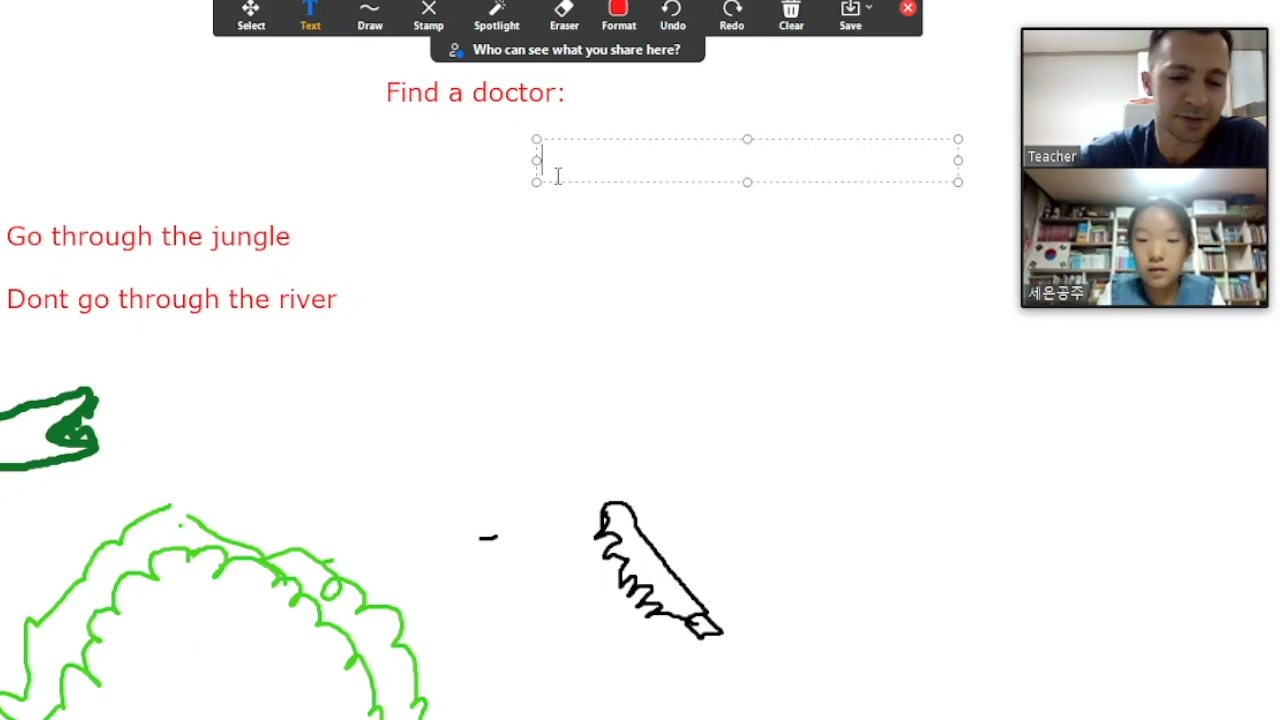 Select Text Draw Stamp Spotlight Eraser Format Undo Redo Clear Save
Who can see what you share here?
Find a doctor:
Go through the jungle
Dont go through the river
Teacher
세은공주